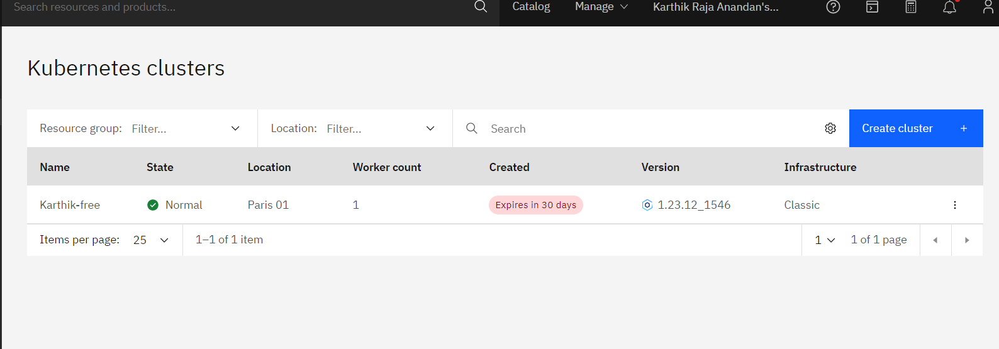 Search resources and products...
Catalog
Manage
Karthik Raja Anandan's...
Kubernetes clusters
Resource group: Filter...
Location: Filter...
Search
Create cluster +
Name State Location Worker count Created Version Infrastructure
Karthik-free Normal Paris 01 1 Expires in 30 days 1.23.12_1546 Classic
Items per page: 25 1–1 of 1 item 1 1 of 1 page